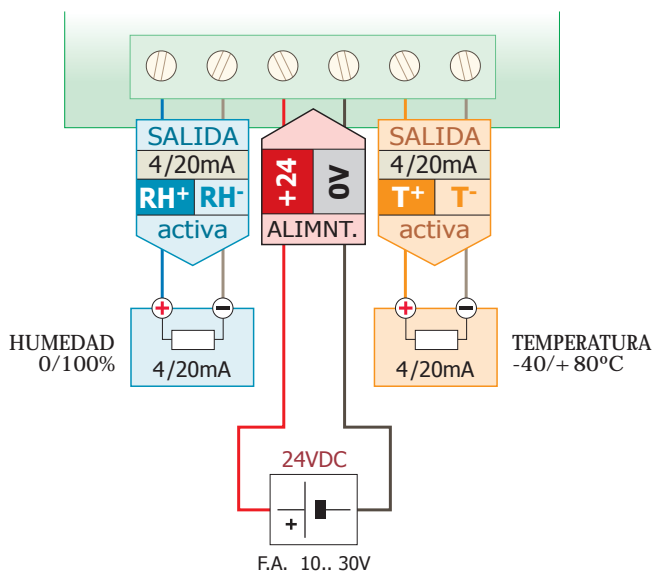 SALIDA
4/20mA
RH+ RH-
activa
+24 0V
ALIMNT.
SALIDA
4/20mA
T+ T-
activa
+ -
4/20mA
HUMEDAD
0/100%
+ -
4/20mA
TEMPERATURA
-40/+80ºC
24VDC
+
F.A. 10.. 30V